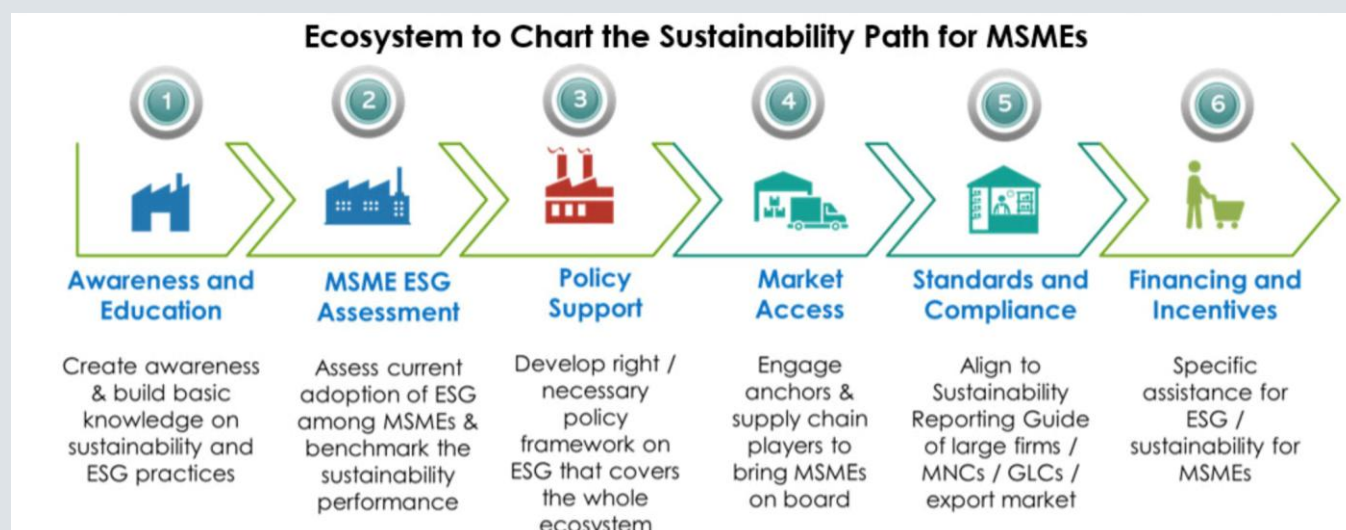 Ecosystem to Chart the Sustainability Path for MSMEs
1
2
3
4
5
6
Awareness and
Education
Create awareness
& build basic
knowledge on
sustainability and
ESG practices
MSME ESG
Assessment
Assess current
adoption of ESG
among MSMEs &
benchmark the
sustainability
performance
Policy
Support
Develop right /
necessary
policy
framework on
ESG that covers
the whole
ecosystem
Market
Access
Engage
anchors &
supply chain
players to
bring MSMEs
on board
Standards and
Compliance
Align to
Sustainability
Reporting Guide
of large firms /
MNCs / GLCs /
export market
Financing and
Incentives
Specific
assistance for
ESG /
sustainability for
MSMEs